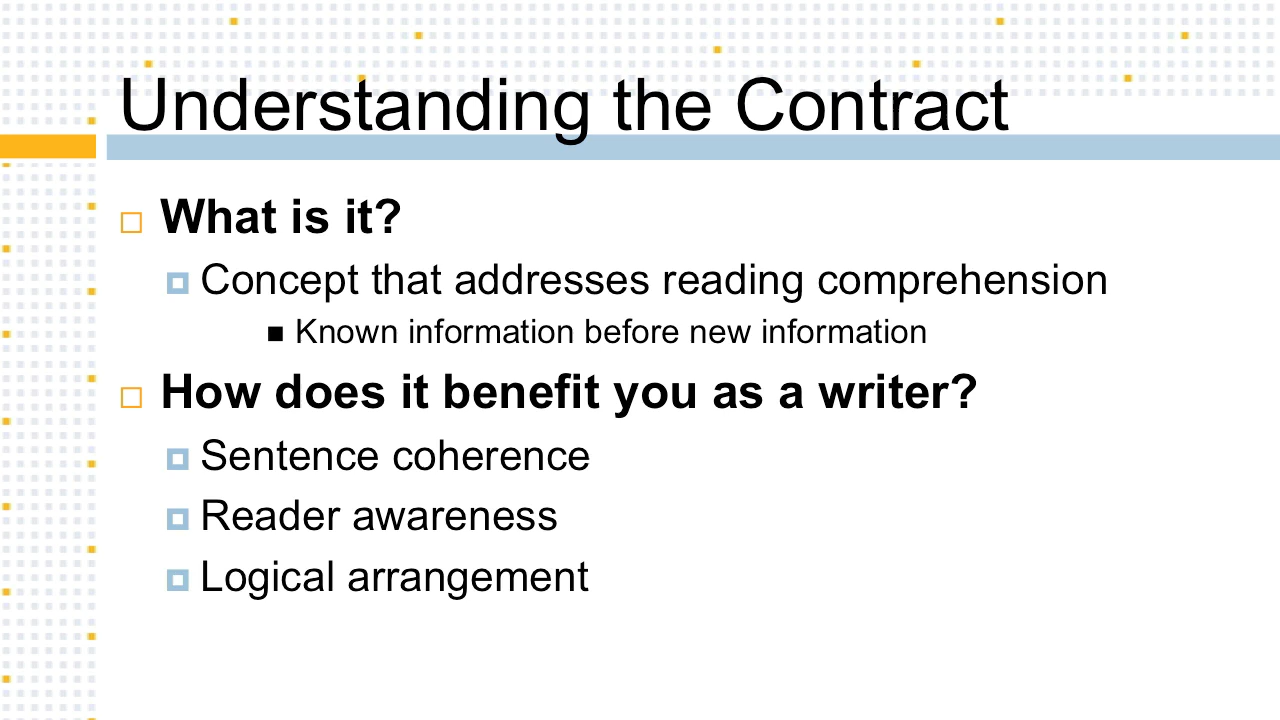 Understanding the Contract
What is it?
Concept that addresses reading comprehension
Known information before new information
How does it benefit you as a writer?
Sentence coherence
Reader awareness
Logical arrangement